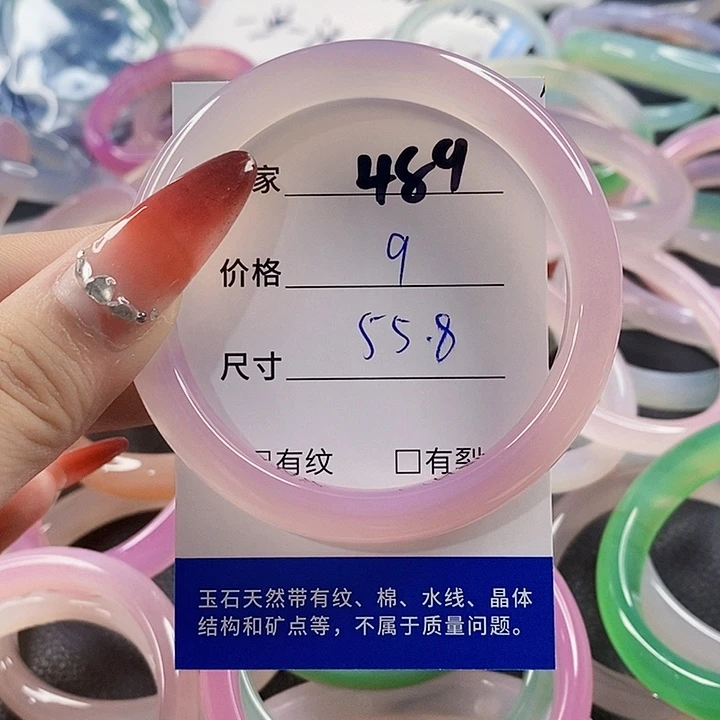 家 489
价格 9
尺寸 55.8
有纹 □有裂
玉石天然带有纹、棉、水线、晶体
结构和矿点等，不属于质量问题。